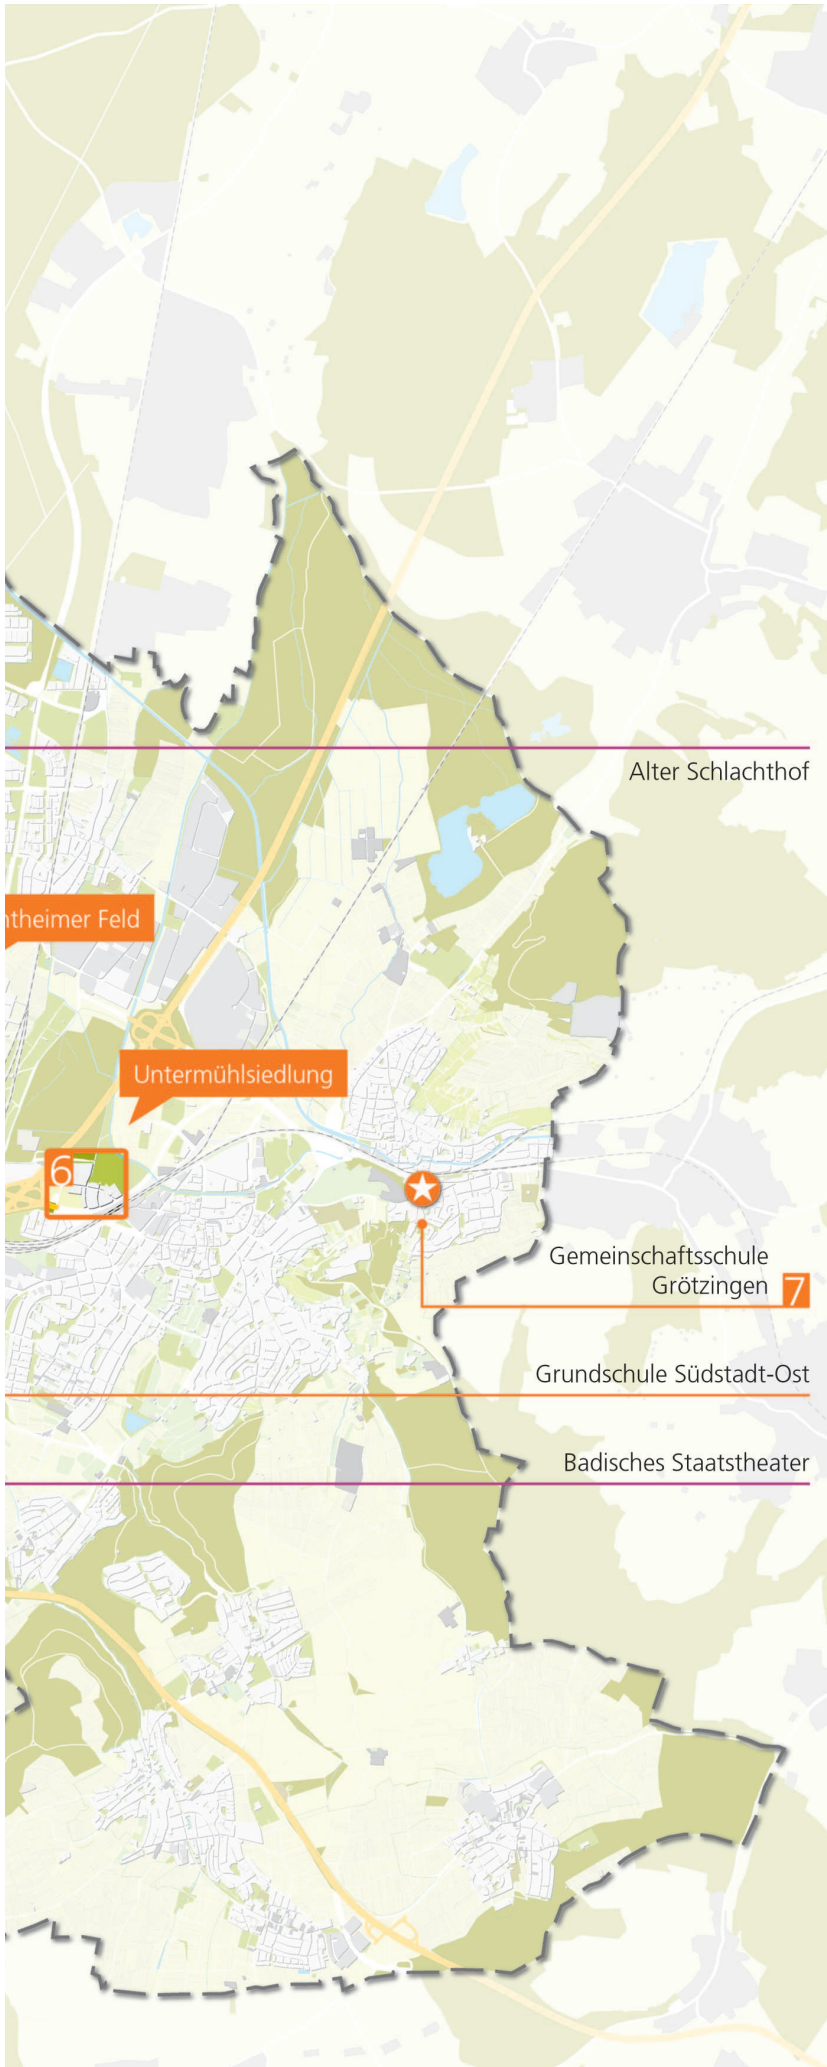 Alter Schlachthof
ntheimer Feld
Untermühlsiedlung
6
Gemeinschaftsschule
Grötzingen 7
Grundschule Südstadt-Ost
Badisches Staatstheater